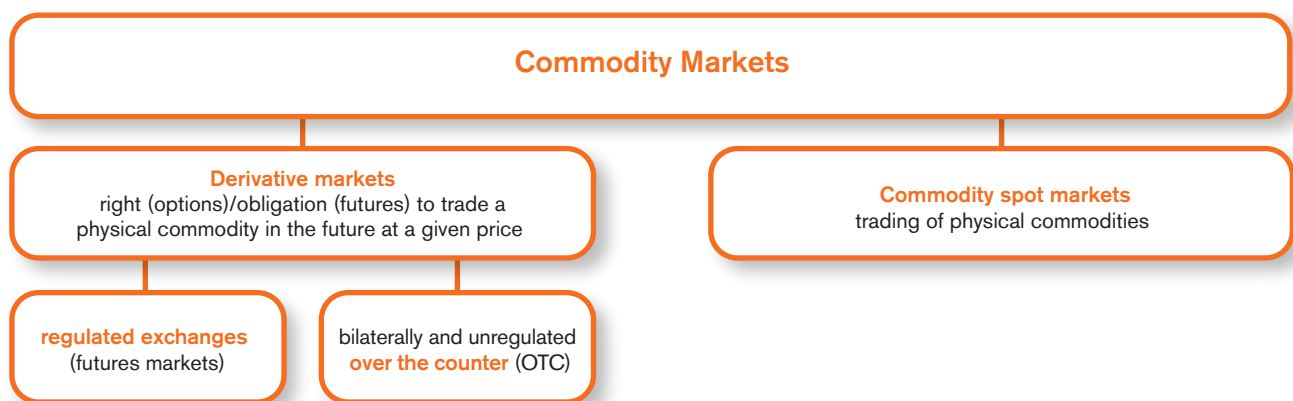 Commodity Markets
Derivative markets
right (options)/obligation (futures) to trade a
physical commodity in the future at a given price
Commodity spot markets
trading of physical commodities
regulated exchanges
(futures markets)
bilaterally and unregulated
over the counter (OTC)